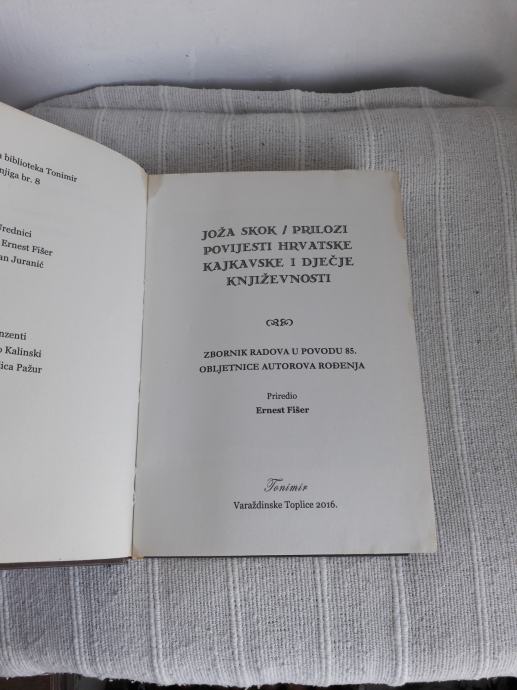 biblioteka Tonimir
njiga br. 8
Urednici
Ernest Fišer
an Juranić
nzenti
o Kalinski
ica Pažur
JOŽA SKOK / PRILOZI
POVIJESTI HRVATSKE
KAJKAVSKE I DJEČJE
KNJIŽEVNOSTI
ZBORNIK RADOVA U POVODU 85.
OBLJETNICE AUTOROVA ROĐENJA
Priredio
Ernest Fišer
Tonimir
Varaždinske Toplice 2016.